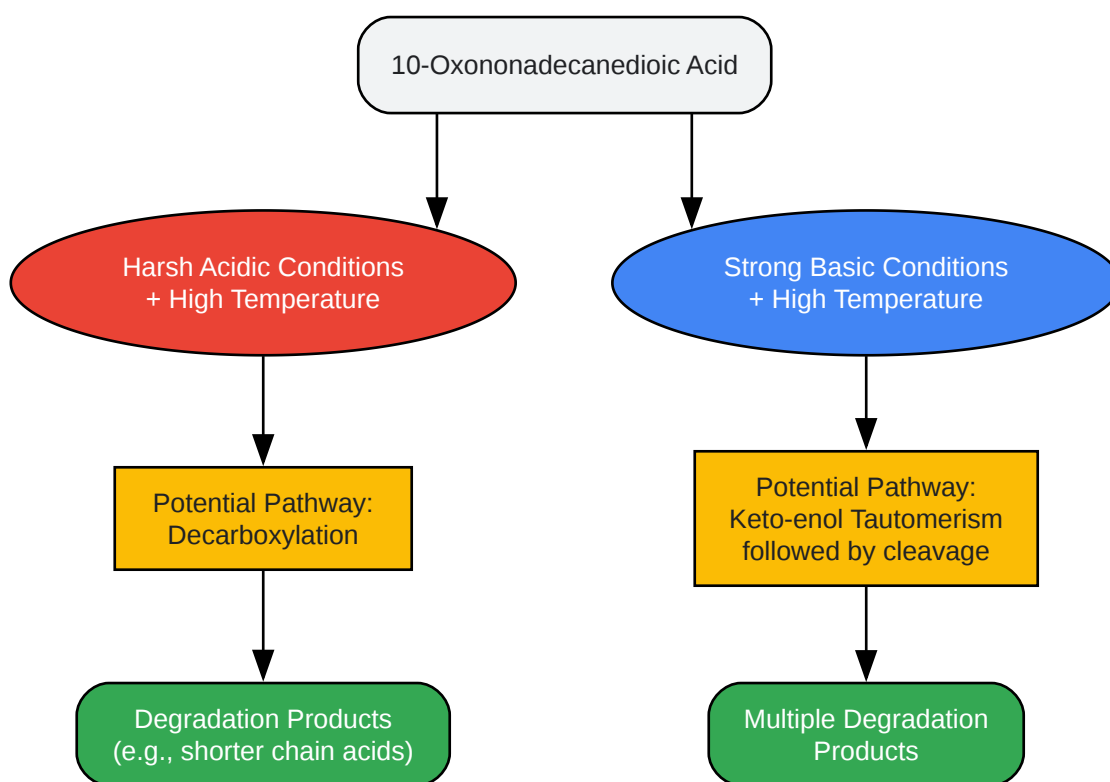 10-Oxononadecanedioic Acid
Harsh Acidic Conditions
+ High Temperature
Strong Basic Conditions
+ High Temperature
Potential Pathway:
Decarboxylation
Potential Pathway:
Keto-enol Tautomerism
followed by cleavage
Degradation Products
(e.g., shorter chain acids)
Multiple Degradation
Products